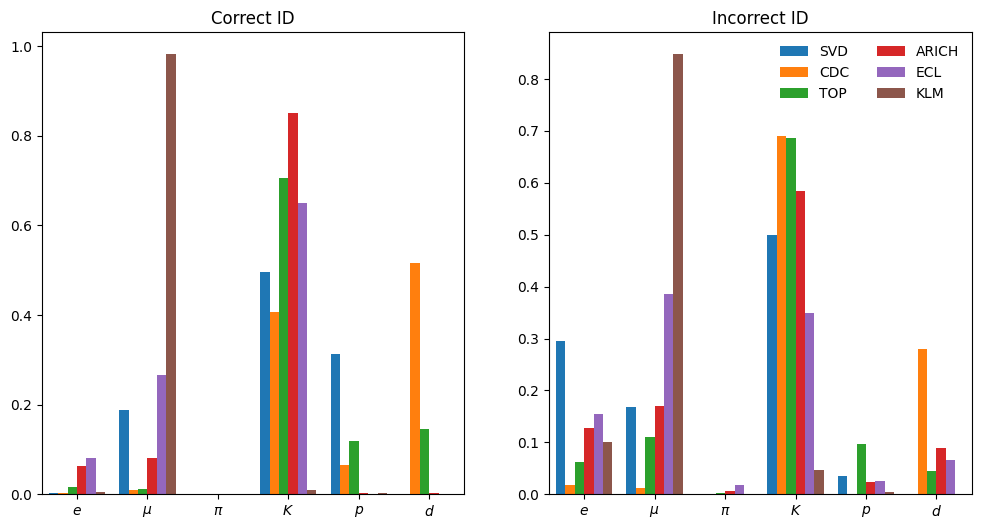 Correct ID
1.0
0.8
0.6
0.4
0.2
0.0
e μ π K p d
Incorrect ID
SVD ARICH
CDC ECL
TOP KLM
0.8
0.7
0.6
0.5
0.4
0.3
0.2
0.1
0.0
e μ π K p d